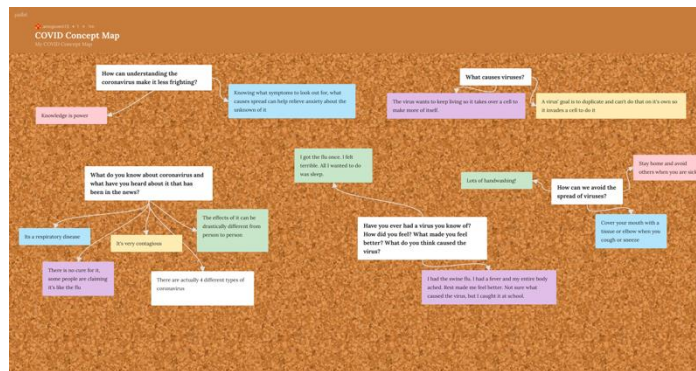 padlet
COVID Concept Map
My COVID Concept Map
How can understanding the
coronavirus make it less frighting?
Knowledge is power
Knowing what symptoms to look out for, what
causes spread can help relieve anxiety about the
unknown of it
What causes viruses?
The virus wants to keep living so it takes over a cell to
make more of itself.
A virus' goal is to duplicate and can't do that on it's own so
it invades a cell to do it
What do you know about coronavirus and
what have you heard about it that has
been in the news?
Its a respiratory disease
It's very contagious
The effects of it can be
drastically different from
person to person
There is no cure for it,
some people are claiming
it's like the flu
There are actually 4 different types of
coronavirus
I got the flu once. I felt
terrible. All I wanted to do
was sleep.
Have you ever had a virus you know of?
How did you feel? What made you feel
better? What do you think caused the
virus?
I had the swine flu. I had a fever and my entire body
ached. Rest made me feel better. Not sure what
caused the virus, but I caught it at school.
Lots of handwashing!
How can we avoid the
spread of viruses?
Stay home and avoid
others when you are sick
Cover your mouth with a
tissue or elbow when you
cough or sneeze